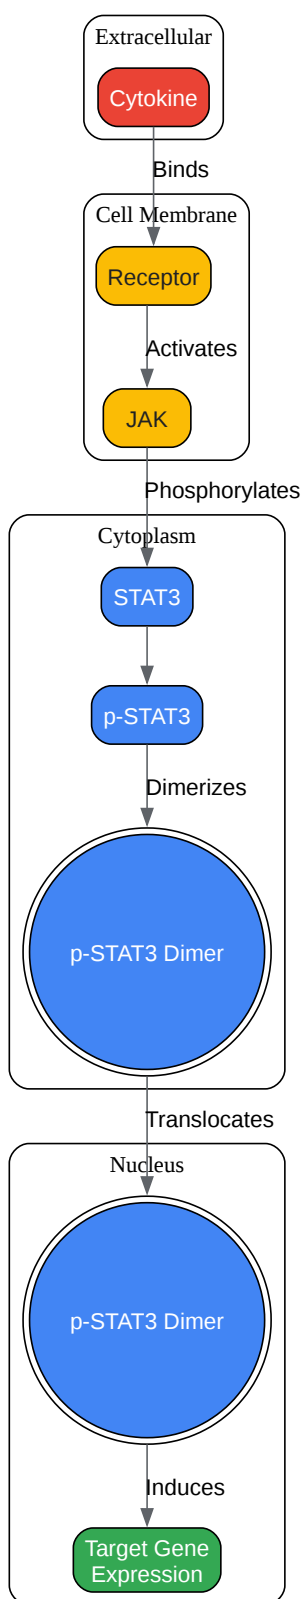 Extracellular
Cytokine
Binds
Cell Membrane
Receptor
Activates
JAK
Phosphorylates
Cytoplasm
STAT3
p-STAT3
Dimerizes
p-STAT3 Dimer
Translocates
Nucleus
p-STAT3 Dimer
Induces
Target Gene
Expression